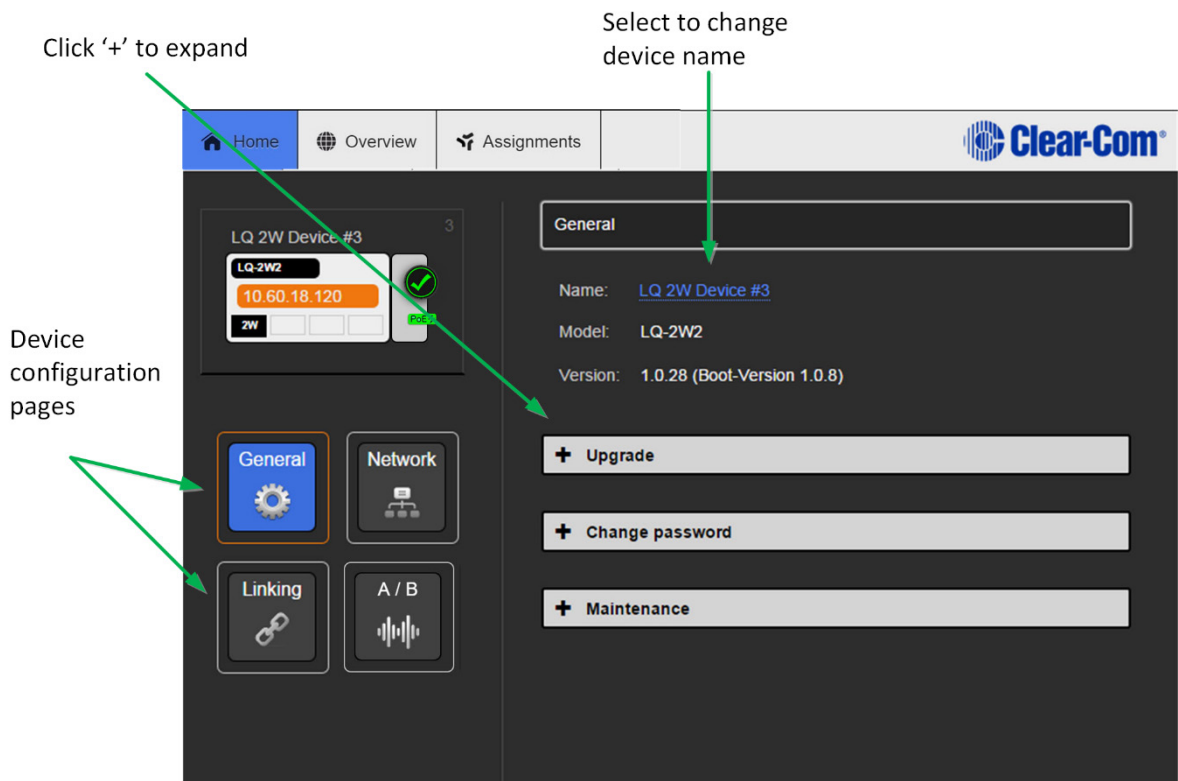 Select to change
device name
Click ‘+’ to expand
Home
Overview
Assignments
Clear-Com®
LQ 2W Device #3
3
LQ-2W2
10.60.18.120
2W
PoE
Device
configuration
pages
General
Network
Linking
A / B
General
Name: LQ 2W Device #3
Model: LQ-2W2
Version: 1.0.28 (Boot-Version 1.0.8)
+ Upgrade
+ Change password
+ Maintenance